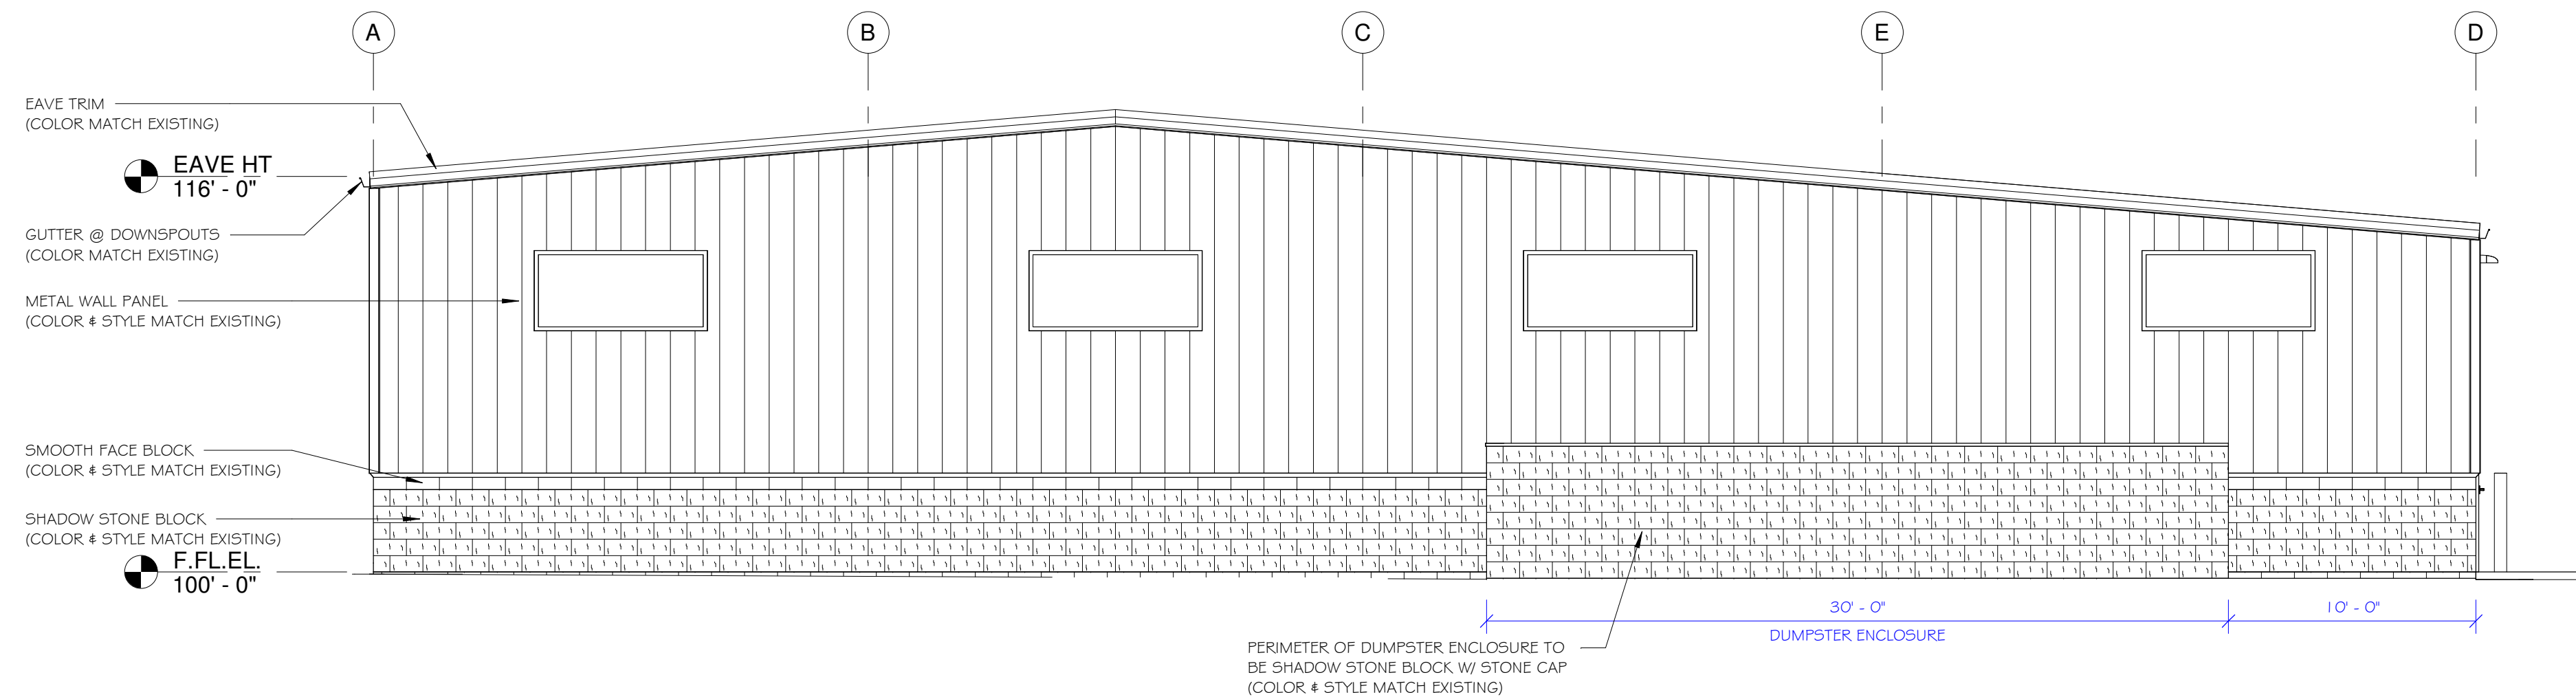 A
B
C
E
D
EAVE TRIM
(COLOR MATCH EXISTING)
EAVE HT
116' - 0"
GUTTER @ DOWNSPOUTS
(COLOR MATCH EXISTING)
METAL WALL PANEL
(COLOR & STYLE MATCH EXISTING)
SMOOTH FACE BLOCK
(COLOR & STYLE MATCH EXISTING)
SHADOW STONE BLOCK
(COLOR & STYLE MATCH EXISTING)
F.FL.EL.
100' - 0"
30' - 0"
10' - 0"
DUMPSTER ENCLOSURE
PERIMETER OF DUMPSTER ENCLOSURE TO
BE SHADOW STONE BLOCK W/ STONE CAP
(COLOR & STYLE MATCH EXISTING)